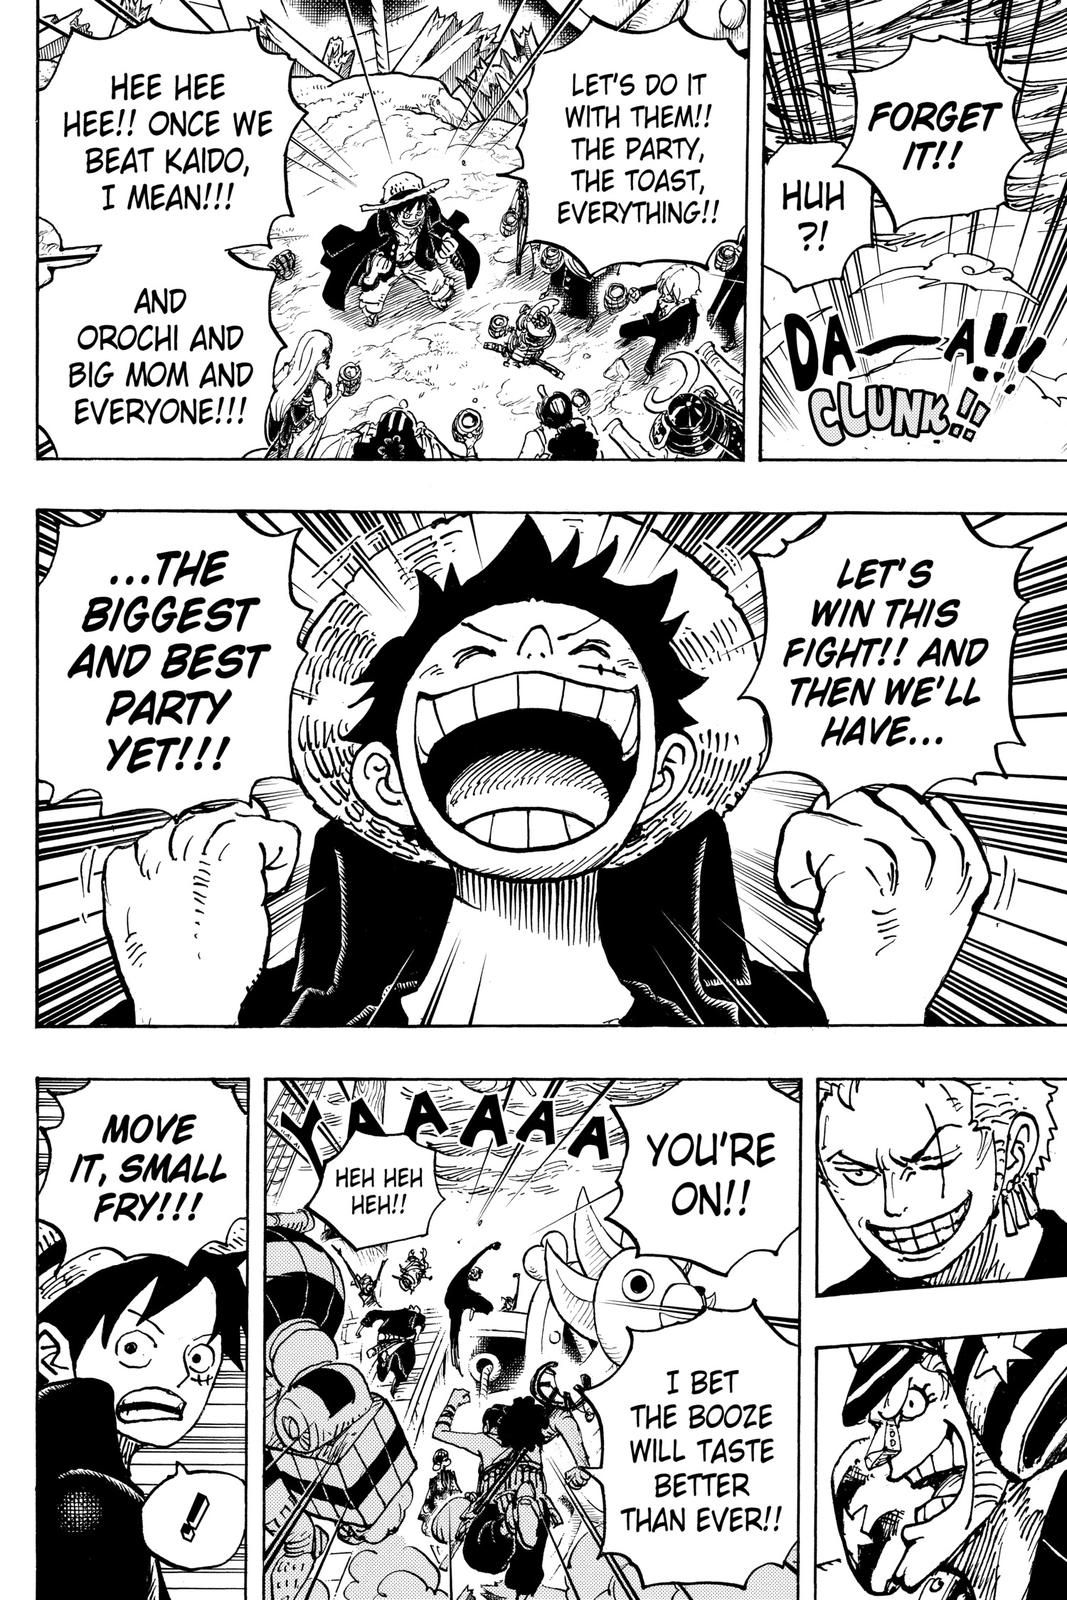 FORGET
IT!!
HUH
?!
DA—A!!!
CLUNK!!
LET'S DO IT
WITH THEM!!
THE PARTY,
THE TOAST,
EVERYTHING!!
HEE HEE
HEE!! ONCE WE
BEAT KAIDO,
I MEAN!!!
AND
OROCHI AND
BIG MOM AND
EVERYONE!!!
LET'S
WIN THIS
FIGHT!! AND
THEN WE'LL
HAVE...
...THE
BIGGEST
AND BEST
PARTY
YET!!!
YOU'RE
ON!!
YAAAAAA
HEH HEH
HEH!!
I BET
THE BOOZE
WILL TASTE
BETTER
THAN EVER!!
MOVE
IT, SMALL
FRY!!!
!